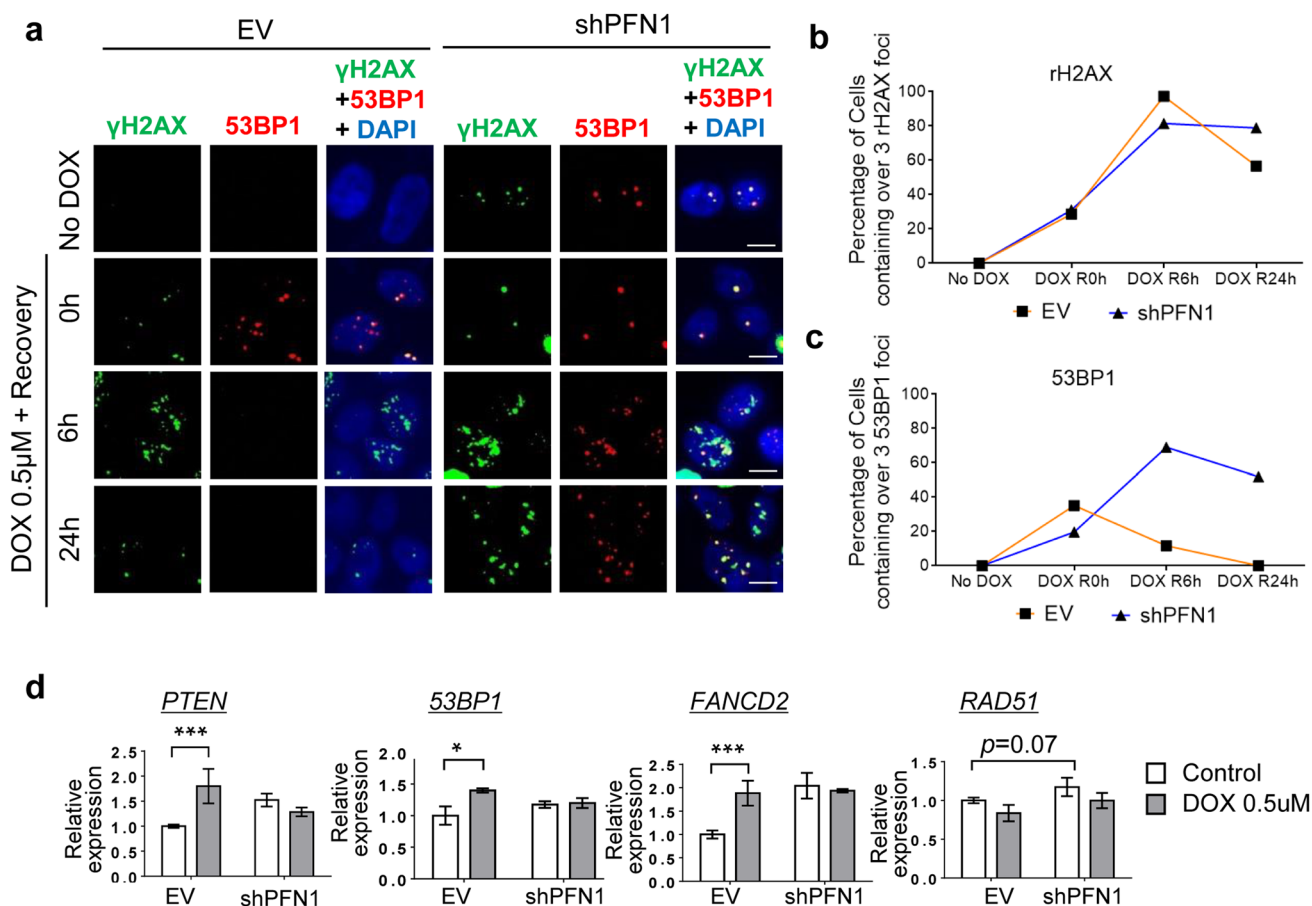 a
EV
shPFN1
γH2AX
+53BP1
+ DAPI
γH2AX
+ 53BP1
+ DAPI
γH2AX
53BP1
γH2AX
53BP1
No DOX
DOX 0.5μM + Recovery
0h
6h
24h
b
rH2AX
Percentage of Cells
containing over 3 rH2AX foci
100
80
60
40
20
0
No DOX
DOX R0h
DOX R6h
DOX R24h
EV
shPFN1
c
53BP1
Percentage of Cells
containing over 3 53BP1 foci
100
80
60
40
20
0
No DOX
DOX R0h
DOX R6h
DOX R24h
EV
shPFN1
d
PTEN
***
Relative
expression
2.5
2.0
1.5
1.0
0.5
0.0
EV
shPFN1
53BP1
*
Relative
expression
2.0
1.5
1.0
0.5
0.0
EV
shPFN1
FANCD2
***
Relative
expression
2.5
2.0
1.5
1.0
0.5
0.0
EV
shPFN1
RAD51
p=0.07
Relative
expression
1.5
1.0
0.5
0.0
EV
shPFN1
Control
DOX 0.5uM